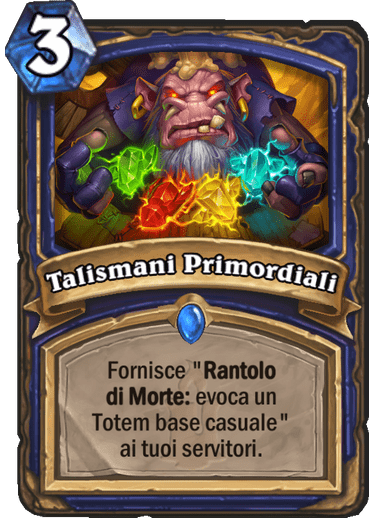 3
Talismani Primordiali
Fornisce "Rantolo
di Morte: evoca un
Totem base casuale"
ai tuoi servitori.